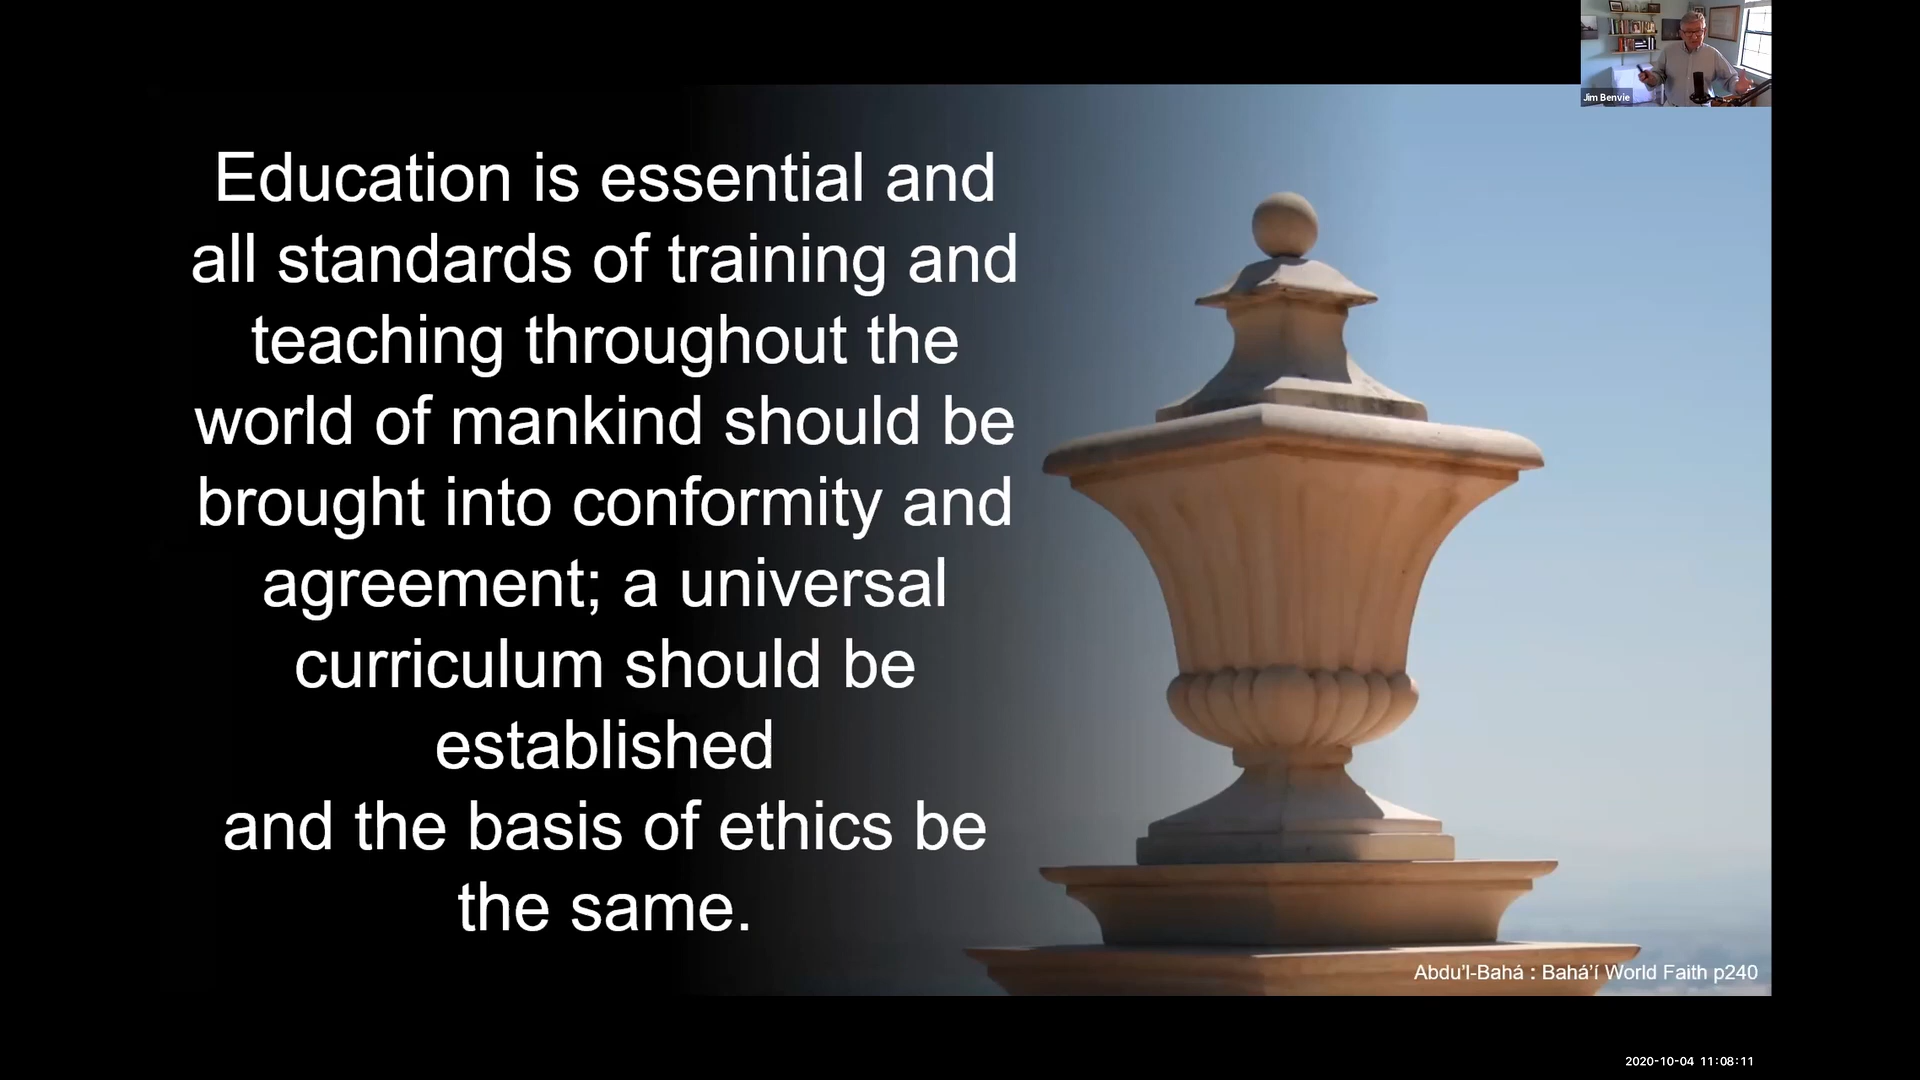 Jim Benvie
Education is essential and
all standards of training and
teaching throughout the
world of mankind should be
brought into conformity and
agreement; a universal
curriculum should be
established
and the basis of ethics be
the same.
Abdu'l-Bahá : Bahá’í World Faith p240
2020-10-04 11:08:11